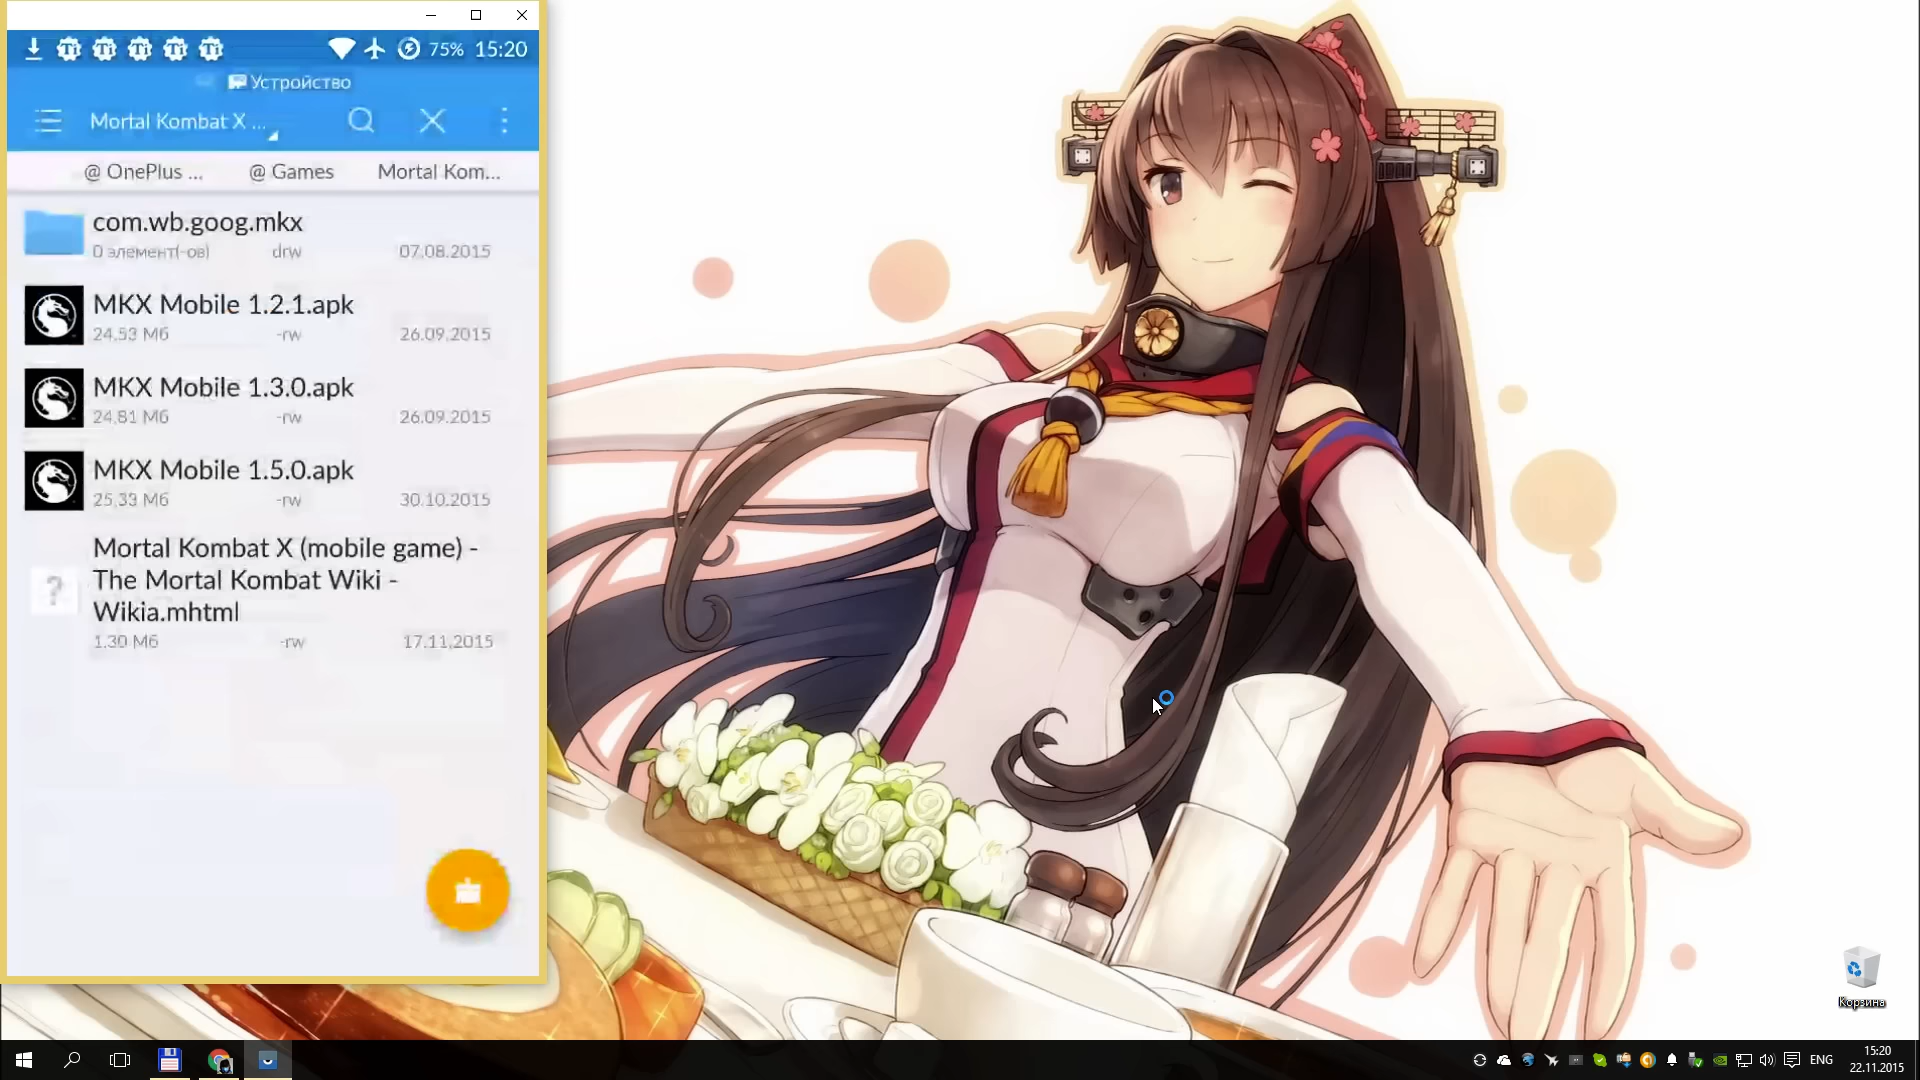 75% 15:20
Устройство
Mortal Kombat X ...
@ OnePlus ... @ Games Mortal Kom...
com.wb.goog.mkx
0 элемент(-ов) drw 07.08.2015
MKX Mobile 1.2.1.apk
24,53 Мб -rw 26.09.2015
MKX Mobile 1.3.0.apk
24,81 Мб -rw 26.09.2015
MKX Mobile 1.5.0.apk
25,33 Мб -rw 30.10.2015
Mortal Kombat X (mobile game) -
The Mortal Kombat Wiki -
Wikia.mhtml
1,30 Мб -rw 17.11.2015
Корзина
ENG
15:20
22.11.2015